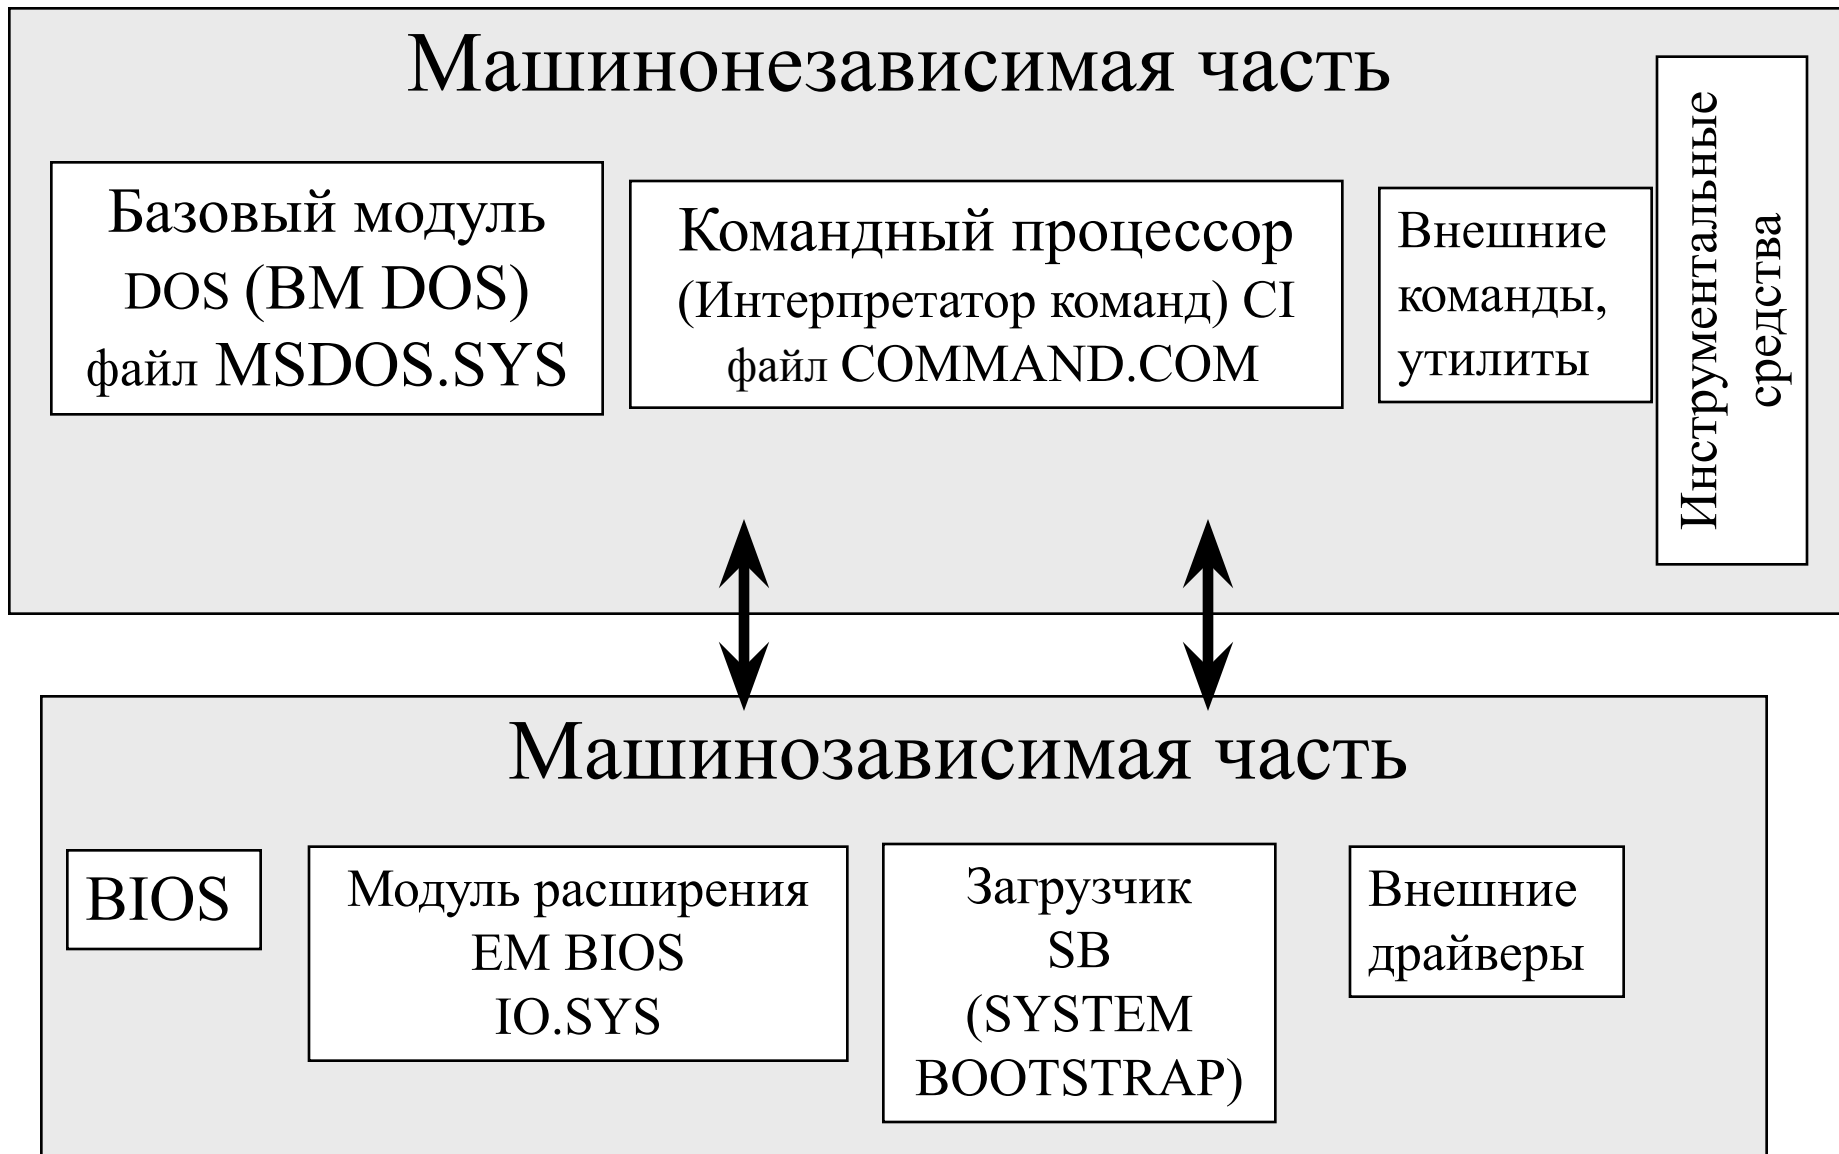 Машинонезависимая часть
Базовый модуль
DOS (BM DOS)
файл MSDOS.SYS
Командный процессор
(Интерпретатор команд) CI
файл COMMAND.COM
Внешние
команды,
утилиты
Инструментальные
средства
Машинозависимая часть
BIOS
Модуль расширения
EM BIOS
IO.SYS
Загрузчик
SB
(SYSTEM
BOOTSTRAP)
Внешние
драйверы